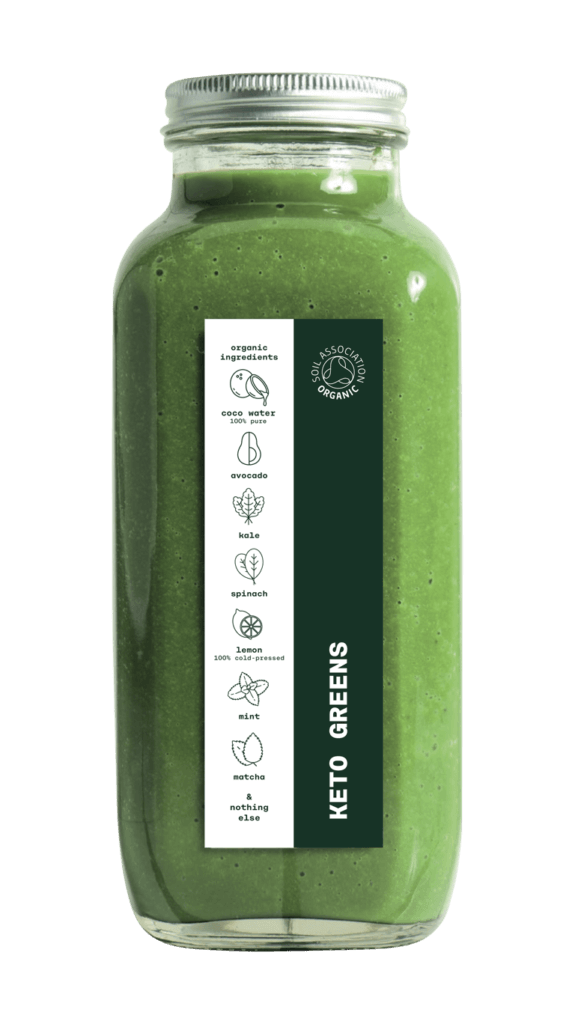 organic
ingredients
coco water
100% pure
avocado
kale
spinach
lemon
100% cold-pressed
mint
matcha
&
nothing
else
SOIL ASSOCIATION
ORGANIC
KETO GREENS